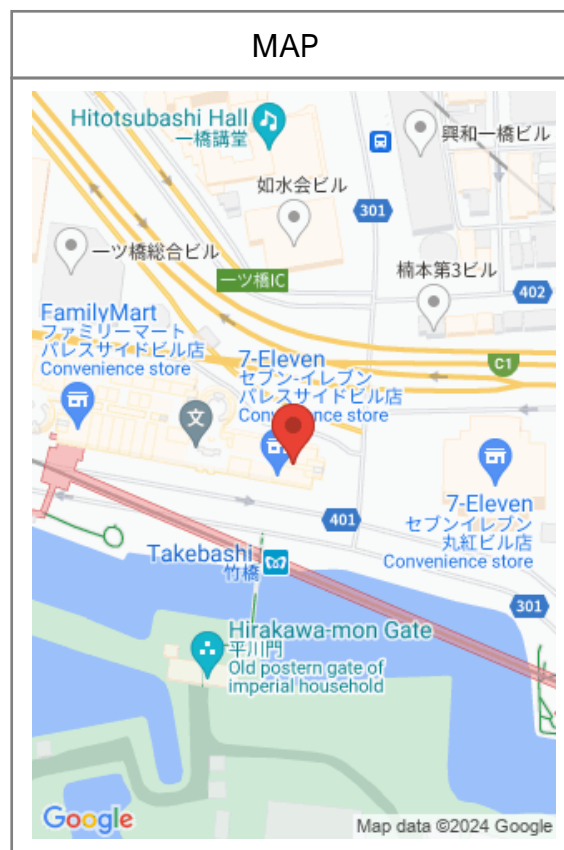 MAP
Hitotsubashi Hall
一橋講堂
興和一橋ビル
如水会ビル
301
一ツ橋総合ビル
一ツ橋IC
楠本第3ビル
402
FamilyMart
ファミリーマート
パレスサイドビル店
Convenience store
7-Eleven
セブン-イレブン
パレスサイドビル店
Convenience store
C1
文
401
7-Eleven
セブンイレブン
丸紅ビル店
Convenience store
Takebashi
竹橋
301
Hirakawa-mon Gate
平川門
Old postern gate of
imperial household
Google
Map data ©2024 Google